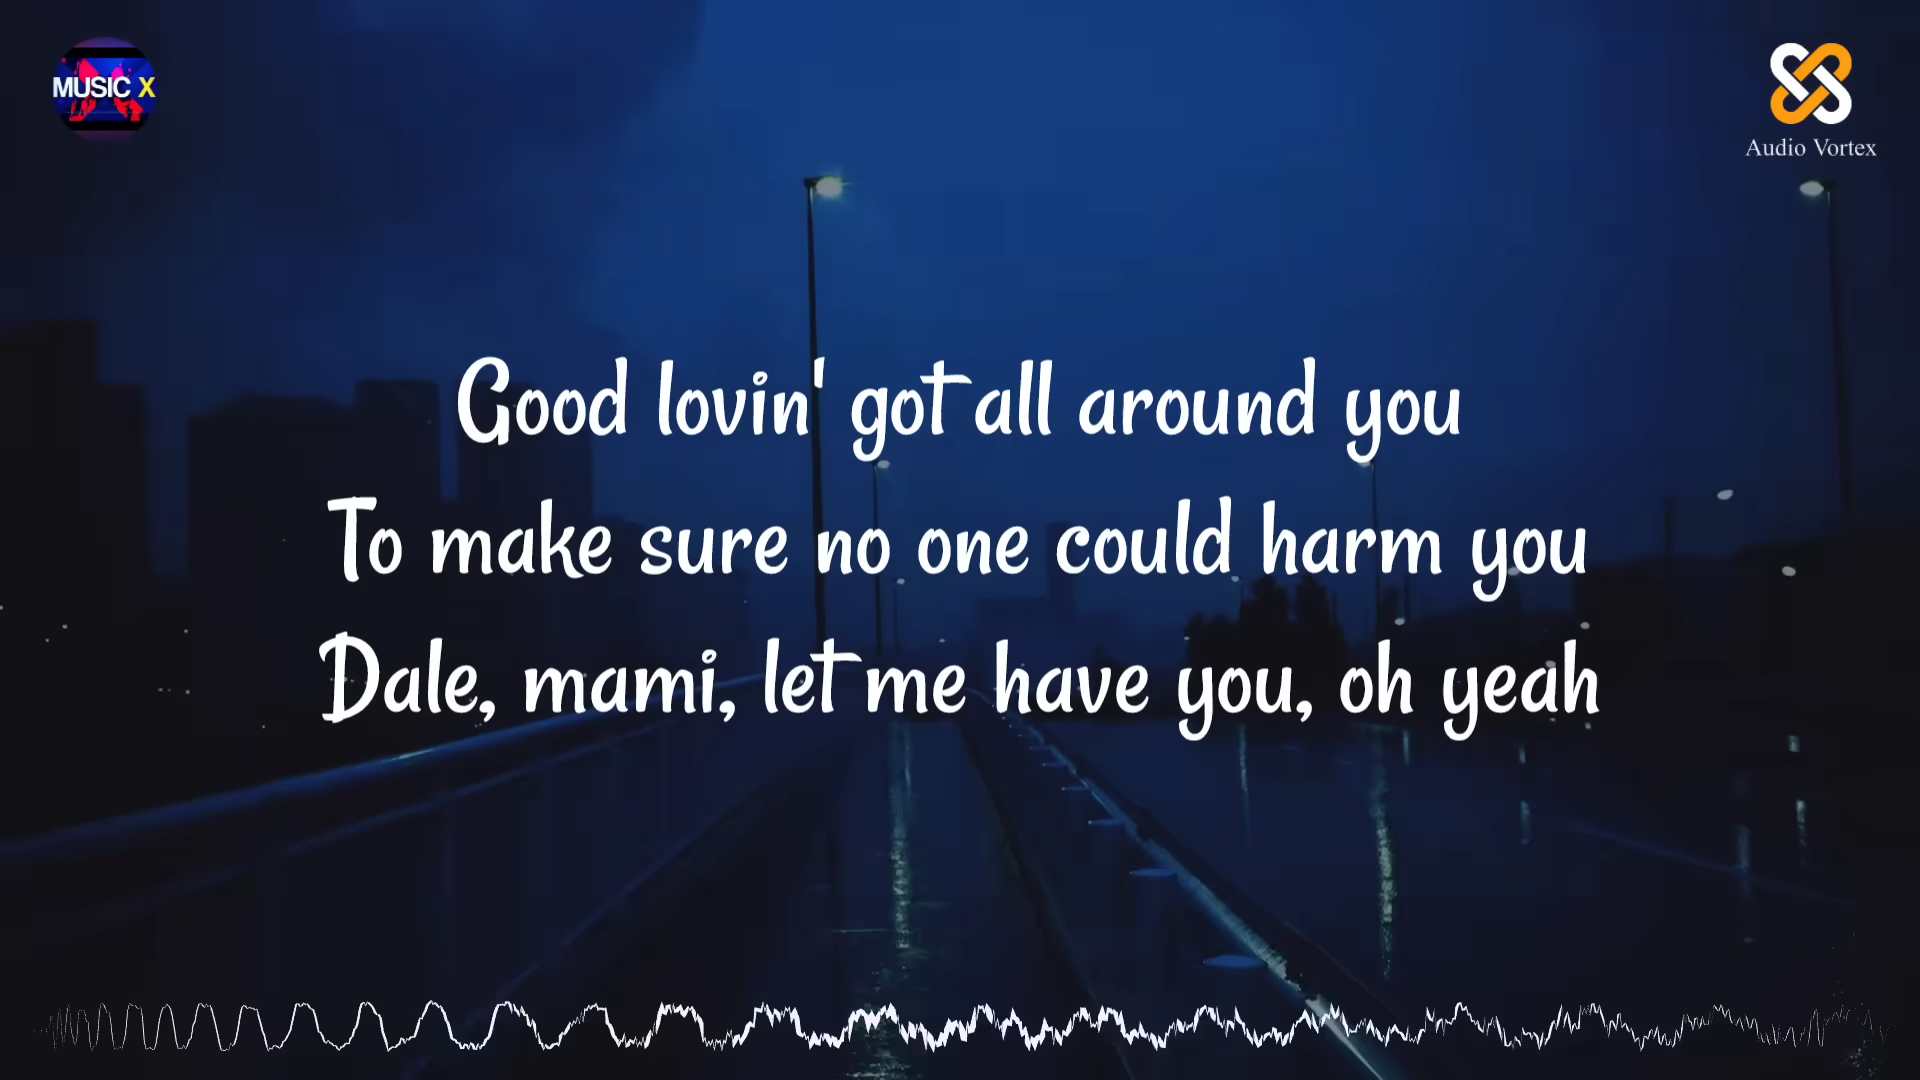 MUSIC X
Audio Vortex
Good lovin' got all around you
To make sure no one could harm you
Dale, mami, let me have you, oh yeah